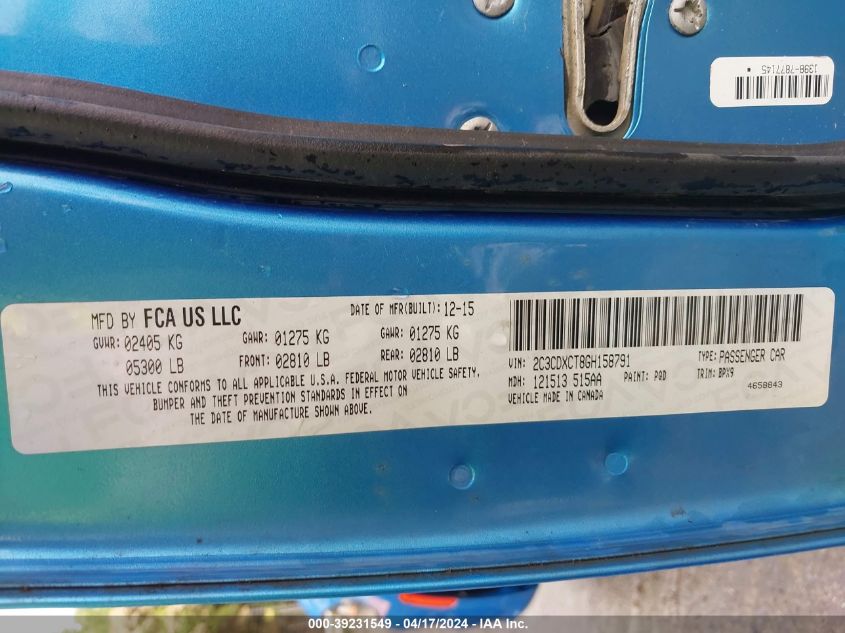 1398-7877145 *
MFD BY FCA US LLC
DATE OF MFR(BUILT): 12-15
GVWR: 02405 KG
GAWR: 01275 KG
GAWR: 01275 KG
05300 LB
FRONT: 02810 LB
REAR: 02810 LB
THIS VEHICLE CONFORMS TO ALL APPLICABLE U.S.A. FEDERAL MOTOR VEHICLE SAFETY,
BUMPER AND THEFT PREVENTION STANDARDS IN EFFECT ON
THE DATE OF MANUFACTURE SHOWN ABOVE.
VIN: 2C3CDXCT8GH158791
TYPE: PASSENGER CAR
MDH: 121513 515AA
PAINT: PQD
TRIM: BPX9
VEHICLE MADE IN CANADA
4658843
000-39231549 - 04/17/2024 - IAA Inc.